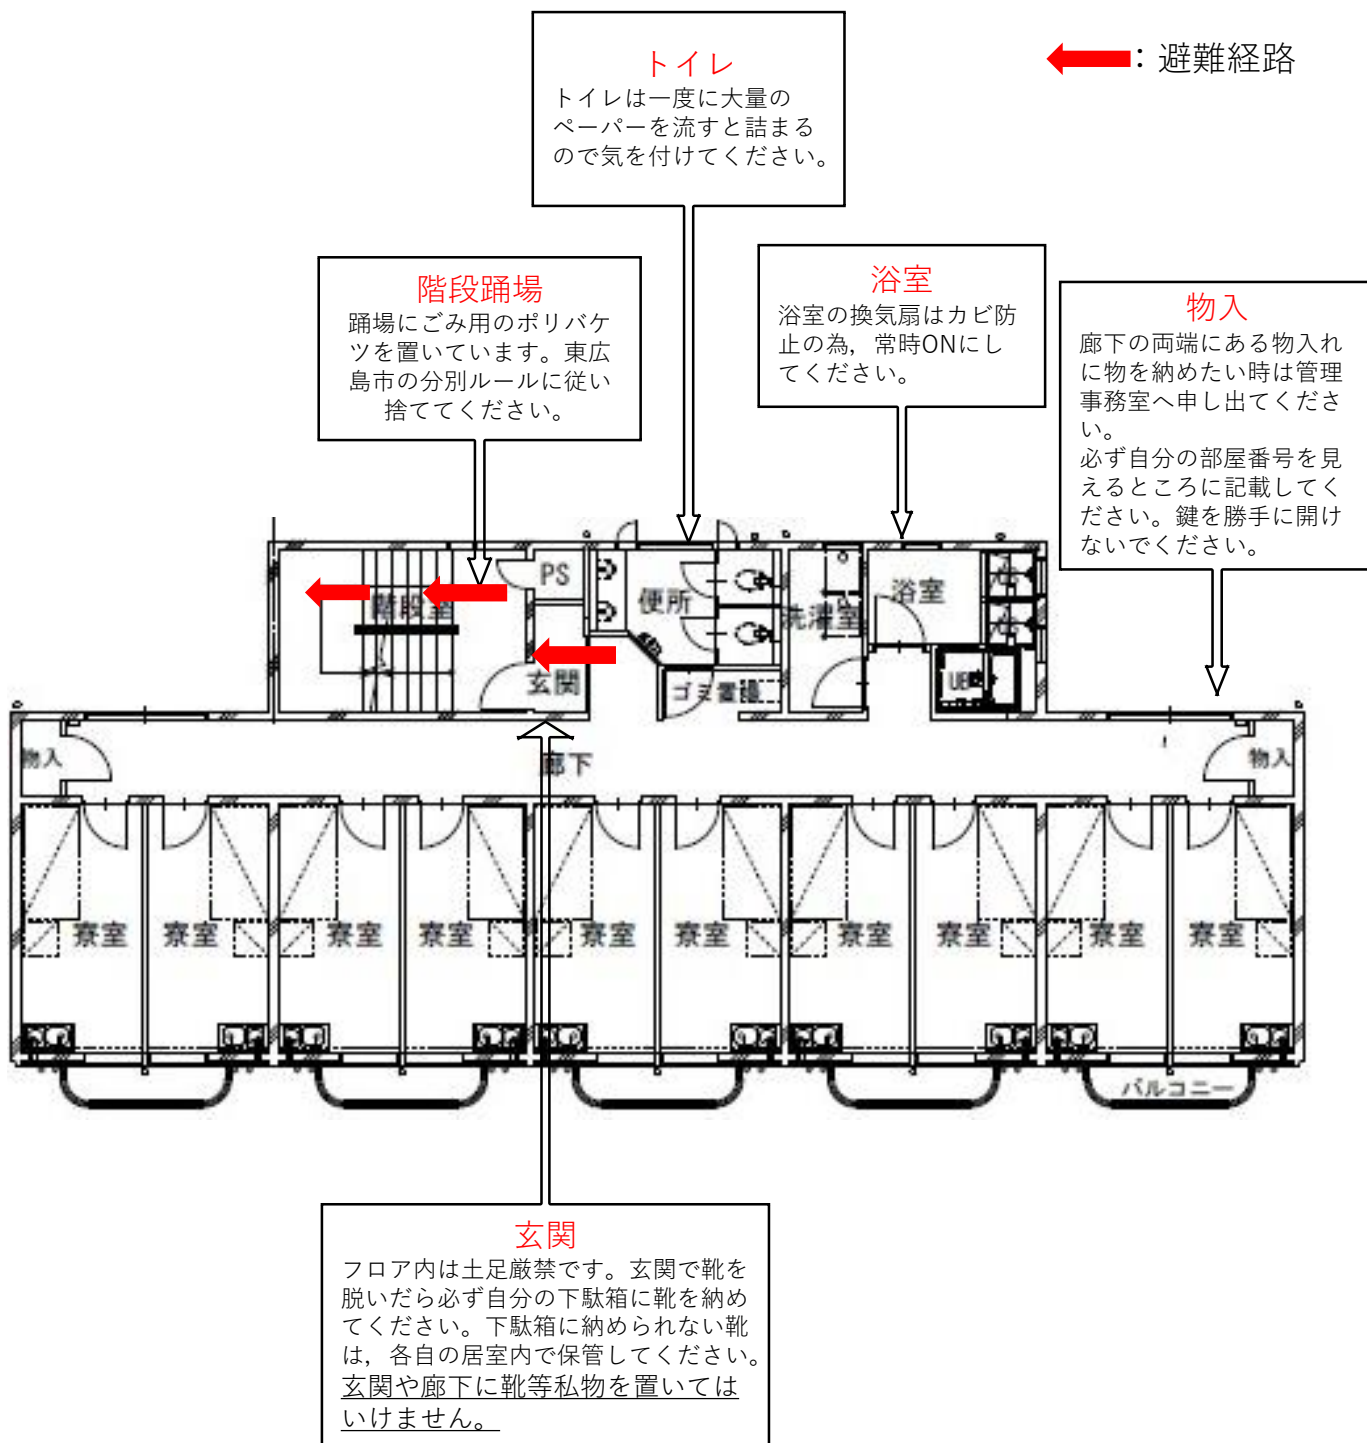 ：避難経路
トイレ
トイレは一度に大量の
ペーパーを流すと詰まる
ので気を付けてください。
階段踊場
踊場にごみ用のポリバケ
ツを置いています。東広
島市の分別ルールに従い
捨ててください。
浴室
浴室の換気扇はカビ防
止の為，常時ONにし
てください。
物入
廊下の両端にある物入れ
に物を納めたい時は管理
事務室へ申し出てくださ
い。
必ず自分の部屋番号を見
えるところに記載してく
ださい。鍵を勝手に開け
ないでください。
PS
便所
洗濯室
浴室
階段室
玄関
ゴミ置場
物入
廊下
物入
寮室
寮室
寮室
寮室
寮室
寮室
寮室
寮室
寮室
寮室
バルコニー
玄関
フロア内は土足厳禁です。玄関で靴を
脱いだら必ず自分の下駄箱に靴を納め
てください。下駄箱に納められない靴
は，各自の居室内で保管してください。
玄関や廊下に靴等私物を置いては
いけません。